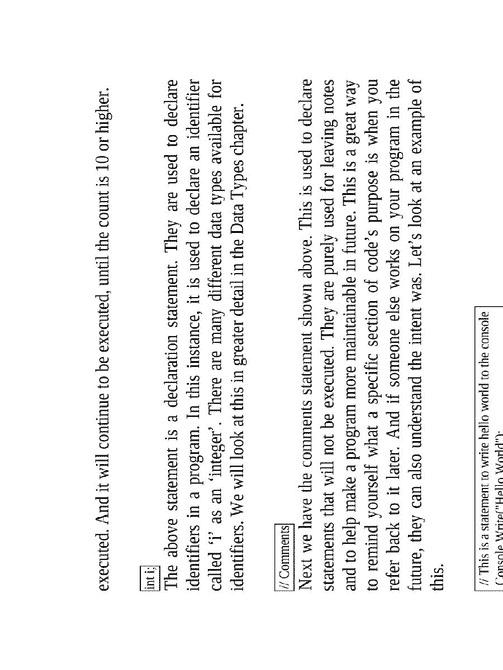 executed. And it will continue to be executed, until the count is 10 or higher.
int i;
The above statement is a declaration statement. They are used to declare
identifiers in a program. In this instance, it is used to declare an identifier
called ‘i’ as an ‘integer’. There are many different data types available for
identifiers. We will look at this in greater detail in the Data Types chapter.
// Comments
Next we have the comments statement shown above. This is used to declare
statements that will not be executed. They are purely used for leaving notes
and to help make a program more maintainable in future. This is a great way
to remind yourself what a specific section of code’s purpose is when you
refer back to it later. And if someone else works on your program in the
future, they can also understand the intent was. Let’s look at an example of
this.
// This is a statement to write hello world to the console
Console.Write("Hello World");